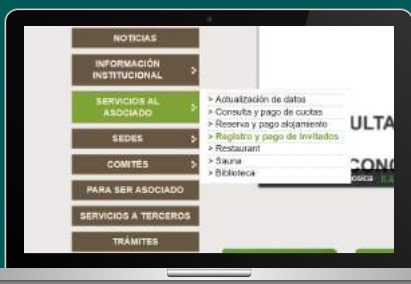 NOTICIAS
INFORMACIÓN
INSTITUCIONAL >
SERVICIOS AL
ASOCIADO >
> Actualización de datos
> Consulta y pago de cuotas
> Reserva y pago alojamiento
> Registro y pago de invitados
> Restaurant
> Sauna
> Biblioteca
SEDES >
COMITÉS >
PARA SER ASOCIADO
SERVICIOS A TERCEROS
TRÁMITES
ULTA
CONC
osica